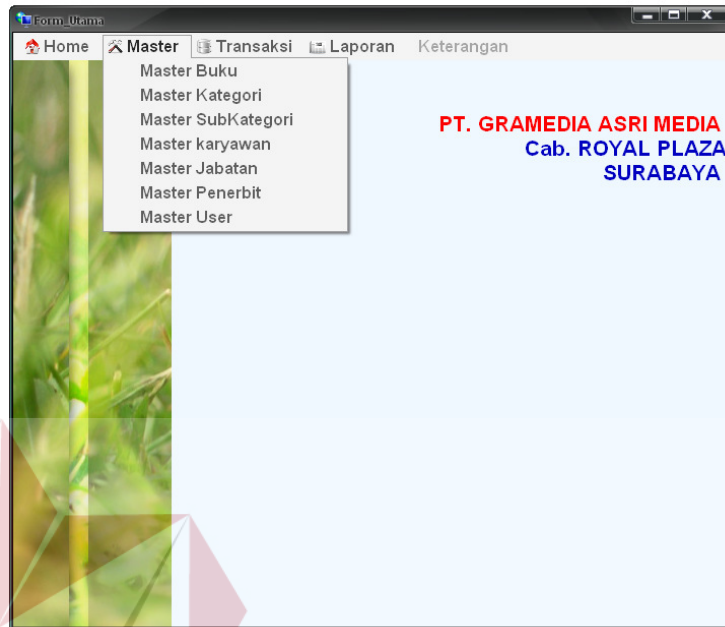 Form_Utama
Home Master Transaksi Laporan Keterangan
Master Buku
Master Kategori
Master SubKategori
Master karyawan
Master Jabatan
Master Penerbit
Master User
PT. GRAMEDIA ASRI MEDIA
Cab. ROYAL PLAZA
SURABAYA